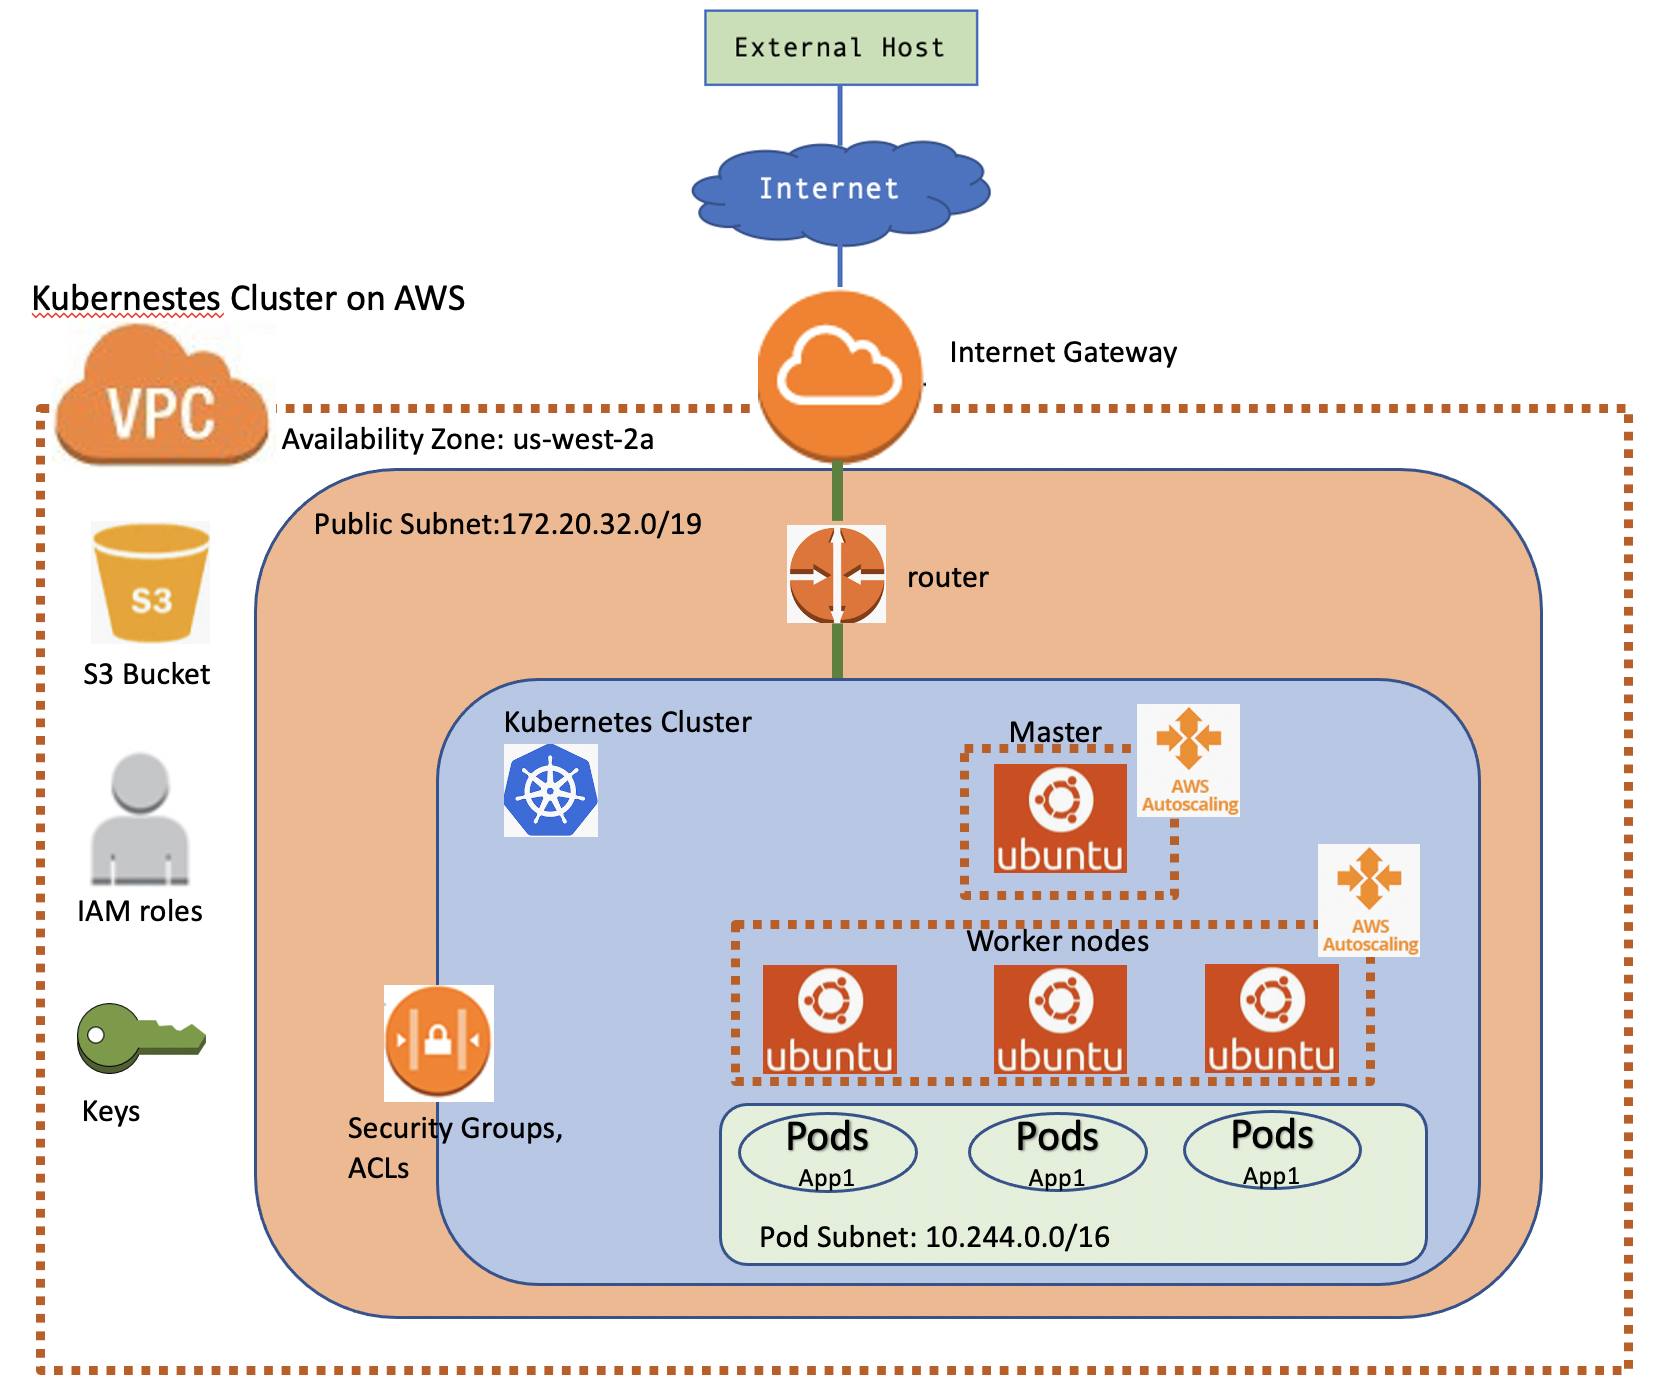 External Host
Internet
Kubernestes Cluster on AWS
Internet Gateway
VPC
Availability Zone: us-west-2a
Public Subnet:172.20.32.0/19
router
S3
S3 Bucket
Kubernetes Cluster
Master
AWS
Autoscaling
ubuntu
IAM roles
AWS
Autoscaling
Worker nodes
ubuntu
ubuntu
ubuntu
Keys
Security Groups,
ACLs
Pods
App1
Pods
App1
Pods
App1
Pod Subnet: 10.244.0.0/16